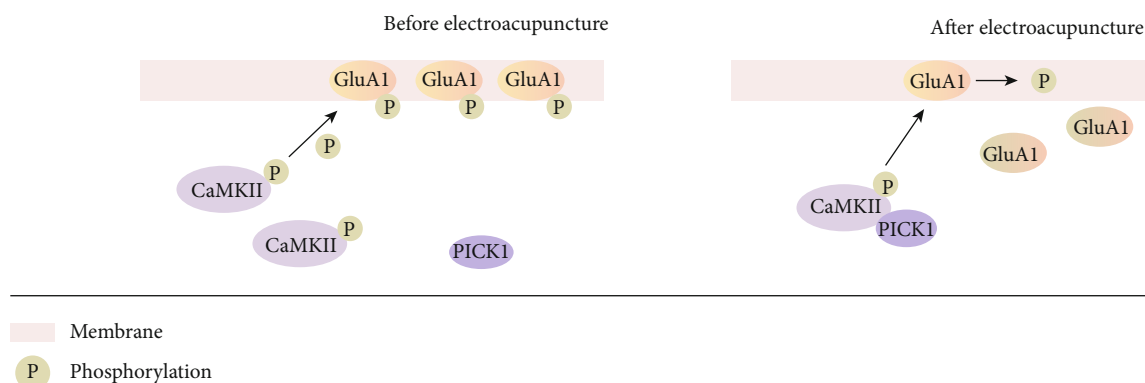 Before electroacupuncture
After electroacupuncture
GluA1 GluA1 GluA1
P P P
P
P
CaMKII
P
CaMKII
PICK1
GluA1 P
GluA1
GluA1
P
CaMKII
PICK1
Membrane
P Phosphorylation